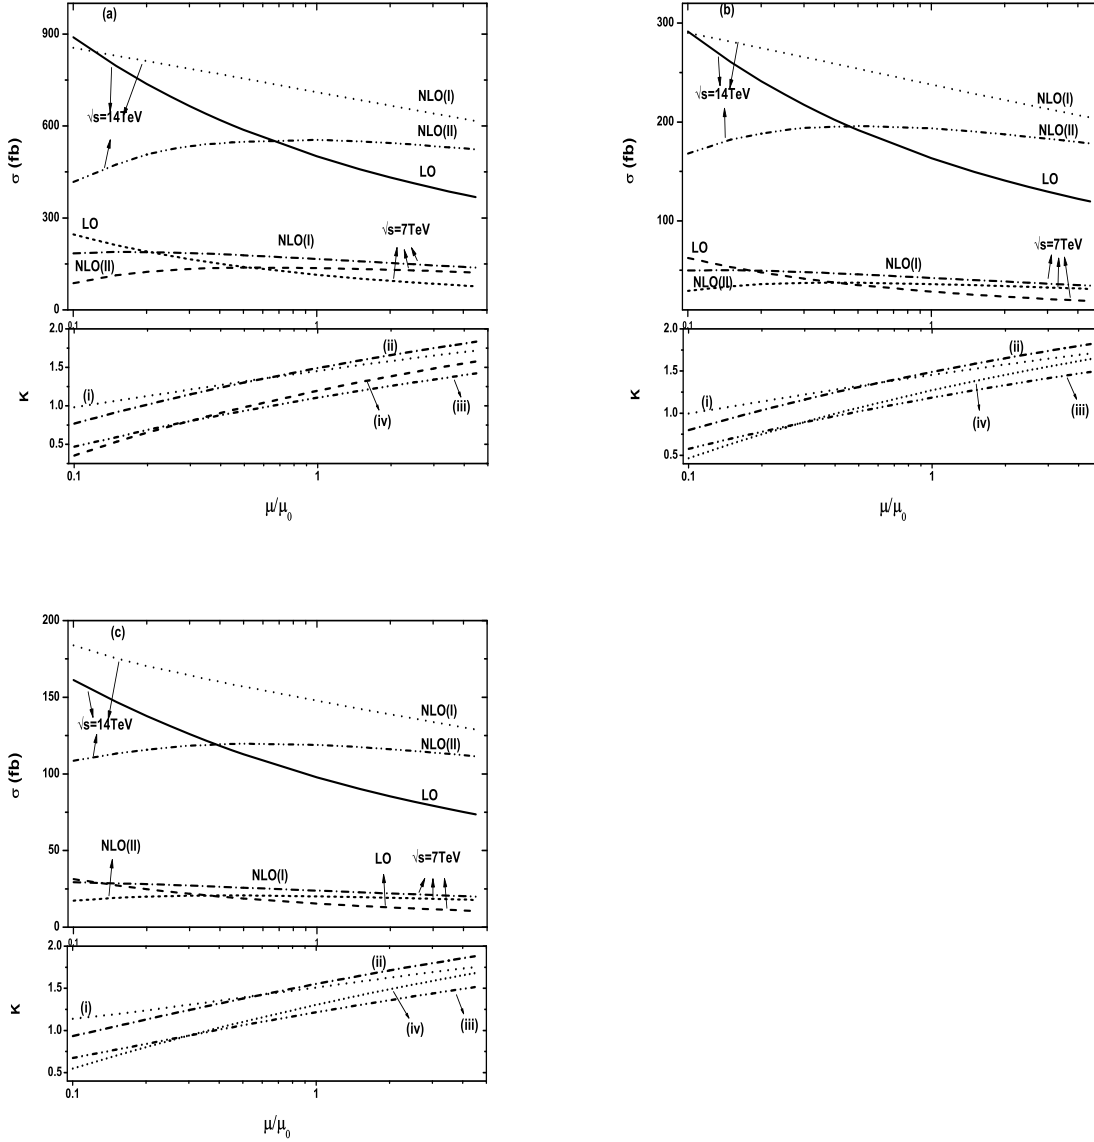 (a)
900
600
300
0
σ (fb)
√s=14TeV
NLO(I)
NLO(II)
LO
LO
NLO(I)
√s=7TeV
NLO(II)
0.1
1
2.0
1.5
1.0
0.5
K
(i)
(ii)
(iii)
(iv)
0.1
1
μ/μ0
(b)
300
200
100
σ (fb)
√s=14TeV
NLO(I)
NLO(II)
LO
LO
√s=7TeV
NLO(I)
NLO(II)
0.1
1
2.0
1.5
1.0
0.5
K
(i)
(ii)
(iii)
(iv)
0.1
1
μ/μ0
(c)
200
150
100
50
0
σ (fb)
√s=14TeV
NLO(I)
NLO(II)
LO
NLO(II)
NLO(I)
LO
√s=7TeV
0.1
1
2.0
1.5
1.0
0.5
K
(i)
(ii)
(iii)
(iv)
0.1
1
μ/μ0